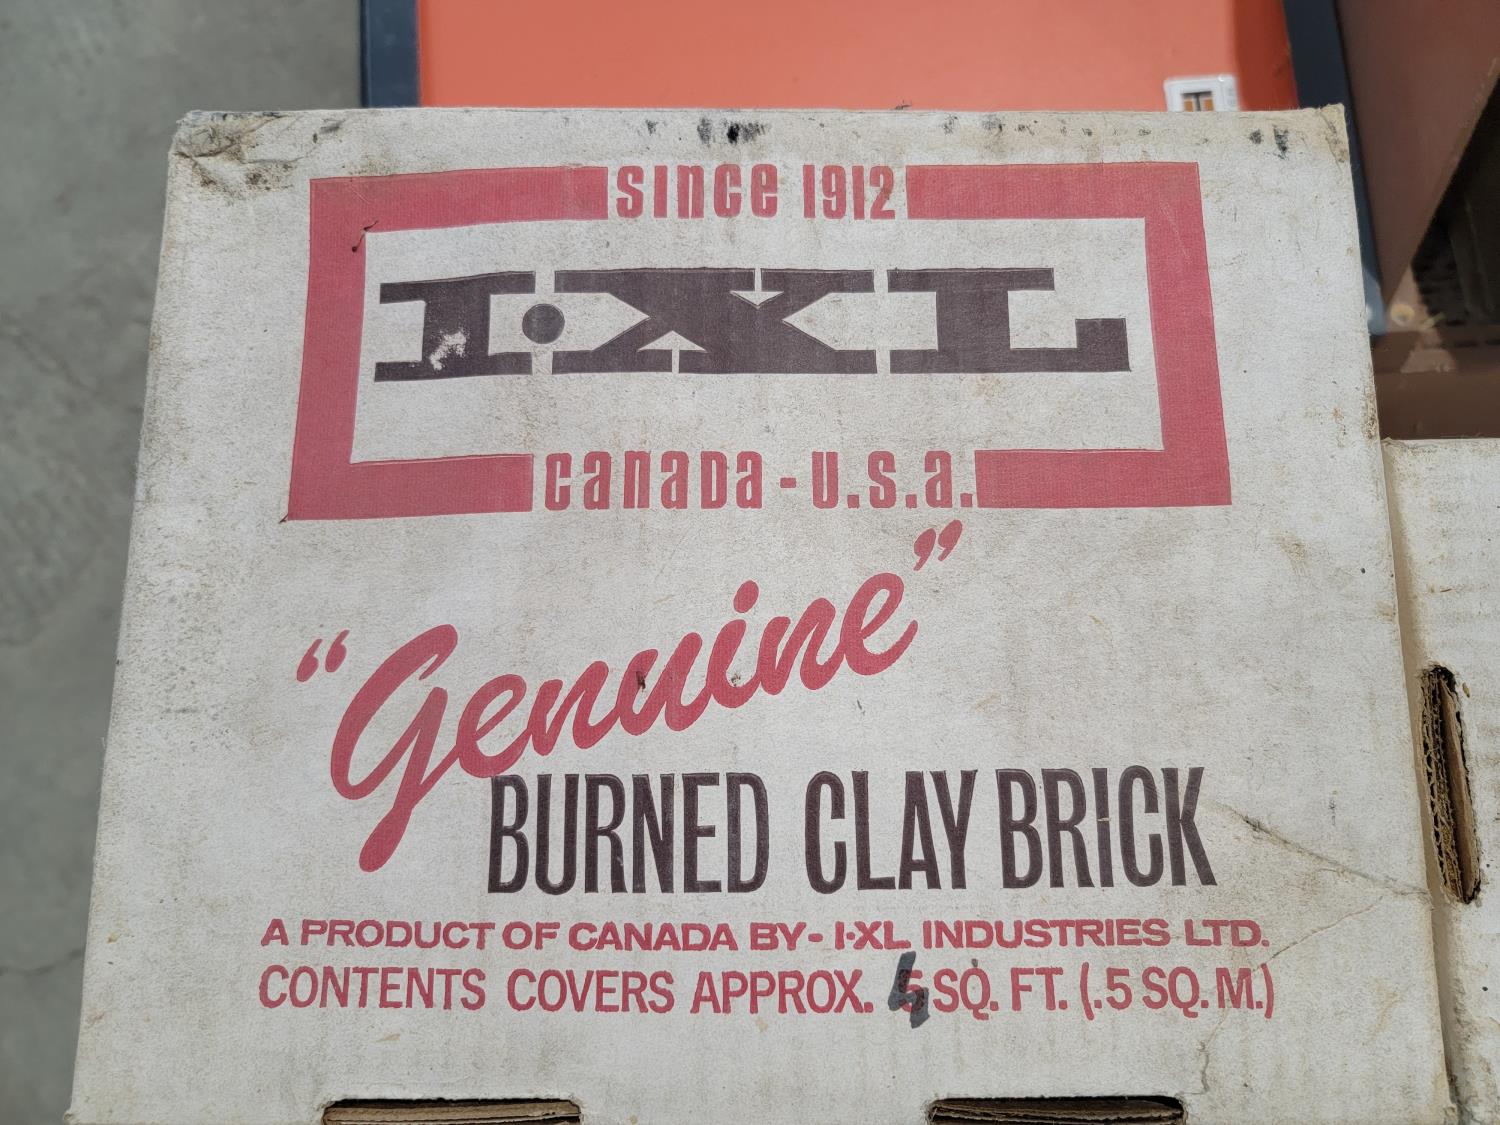 SINCE 1912
I·XL
CANADA - U.S.A.
"Genuine"
BURNED CLAY BRICK
A PRODUCT OF CANADA BY- I·XL INDUSTRIES LTD.
CONTENTS COVERS APPROX. 5 SQ. FT. (.5 SQ. M.)